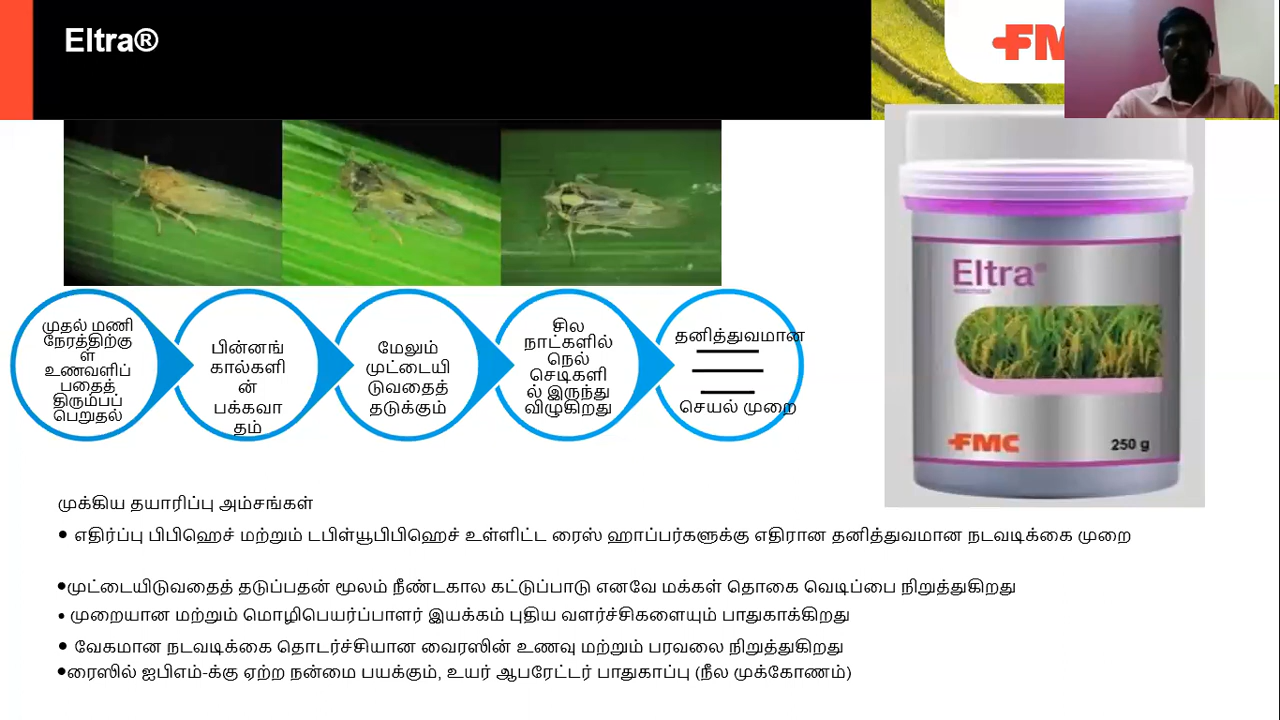 Eltra®
FM
முதல் மணி
நேரத்திற்கு
ள்
உணவளிப்
பதைத்
திரும்பப்
பெறுதல்
பின்னங்
கால்களி
ன்
பக்கவா
தம்
மேலும்
முட்டையி
டுவதைத்
தடுக்கும்
சில
நாட்களில்
நெல்
செடிகளி
ல் இருந்து
விழுகிறது
தனித்துவமான
செயல் முறை
Eltra®
FMC
250 g
முக்கிய தயாரிப்பு அம்சங்கள்
• எதிர்ப்பு பிபிஹெச் மற்றும் டபிள்யூபிபிஹெச் உள்ளிட்ட ரைஸ் ஹாப்பர்களுக்கு எதிரான தனித்துவமான நடவடிக்கை முறை
•முட்டையிடுவதைத் தடுப்பதன் மூலம் நீண்டகால கட்டுப்பாடு எனவே மக்கள் தொகை வெடிப்பை நிறுத்துகிறது
• முறையான மற்றும் மொழிபெயர்ப்பாளர் இயக்கம் புதிய வளர்ச்சிகளையும் பாதுகாக்கிறது
• வேகமான நடவடிக்கை தொடர்ச்சியான வைரஸின் உணவு மற்றும் பரவலை நிறுத்துகிறது
•ரைஸில் ஐபிஎம்-க்கு ஏற்ற நன்மை பயக்கும், உயர் ஆபரேட்டர் பாதுகாப்பு (நீல முக்கோணம்)